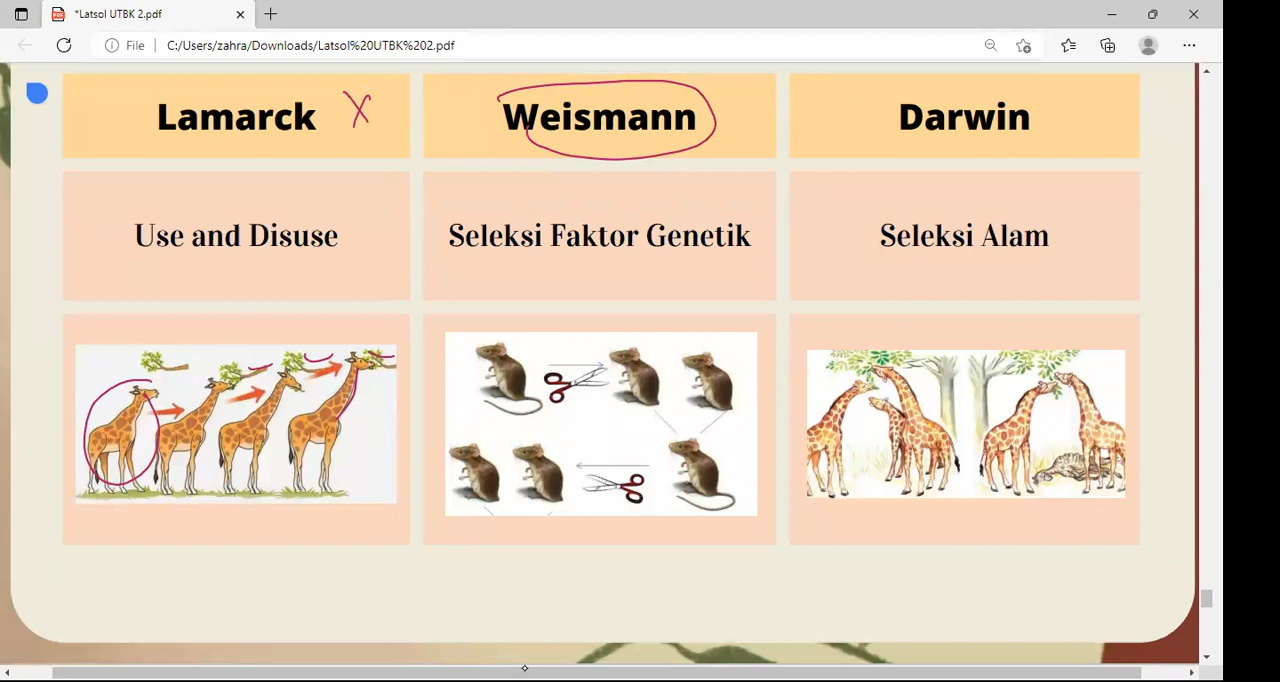 *Latsol UTBK 2.pdf
File
C:/Users/zahra/Downloads/Latsol%20UTBK%202.pdf
Lamarck X
Weismann
Darwin
Use and Disuse
Seleksi Faktor Genetik
Seleksi Alam